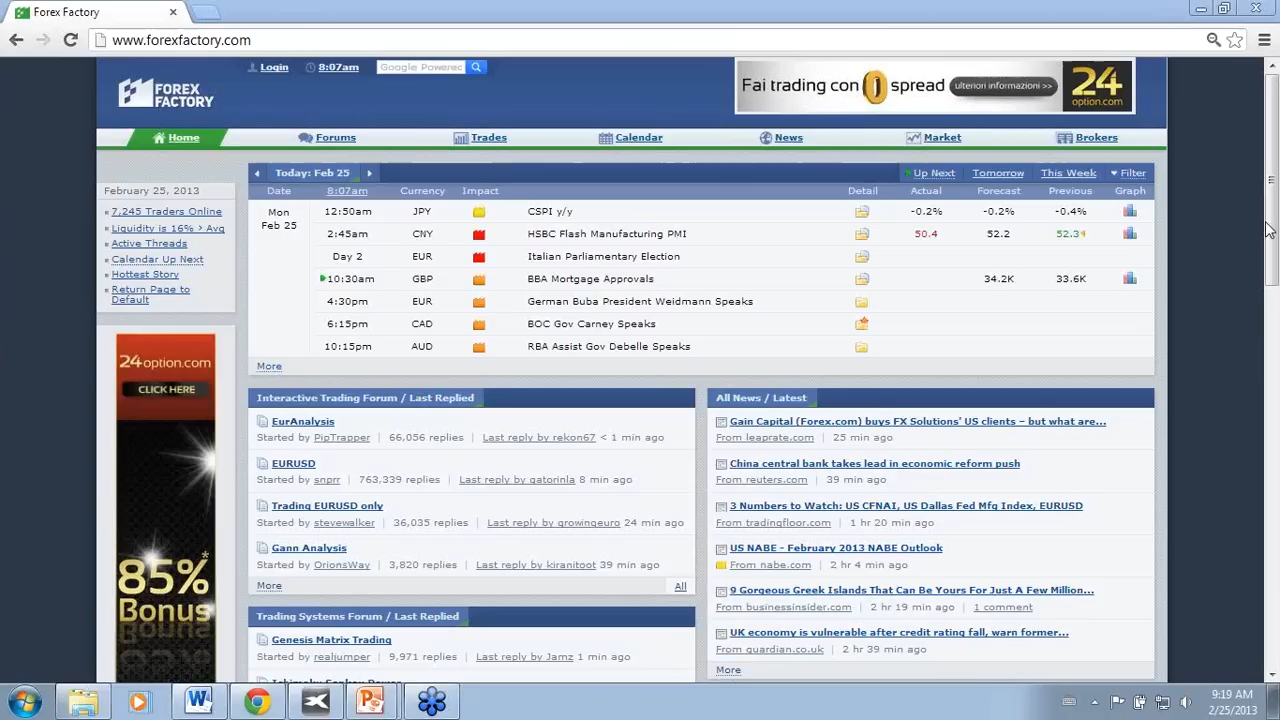 Forex Factory
www.forexfactory.com
Login 8:07am Google Powerec
FOREX FACTORY
Fai trading con 0 spread ulteriori informazioni >> 24 option.com
Home Forums Trades Calendar News Market Brokers
February 25, 2013
7,245 Traders Online
Liquidity is 16% > Avg
Active Threads
Calendar Up Next
Hottest Story
Return Page to
Default
24option.com
CLICK HERE
85%*
Bonus
Today: Feb 25 Up Next Tomorrow This Week Filter
Date 8:07am Currency Impact Detail Actual Forecast Previous Graph
Mon Feb 25 12:50am JPY CSPI y/y -0.2% -0.2% -0.4%
2:45am CNY HSBC Flash Manufacturing PMI 50.4 52.2 52.3
Day 2 EUR Italian Parliamentary Election
10:30am GBP BBA Mortgage Approvals 34.2K 33.6K
4:30pm EUR German Buba President Weidmann Speaks
6:15pm CAD BOC Gov Carney Speaks
10:15pm AUD RBA Assist Gov Debelle Speaks
More
Interactive Trading Forum / Last Replied
EurAnalysis
Started by PipTrapper | 66,056 replies | Last reply by rekon67 < 1 min ago
EURUSD
Started by snprr | 763,339 replies | Last reply by gatorinla 8 min ago
Trading EURUSD only
Started by stevewalker | 36,035 replies | Last reply by growingeuro 24 min ago
Gann Analysis
Started by OrionsWay | 3,820 replies | Last reply by kiranitoot 39 min ago
More All
Trading Systems Forum / Last Replied
Genesis Matrix Trading
Started by realjumper | 9,971 replies | Last reply by Jamz 1 min ago
All News / Latest
Gain Capital (Forex.com) buys FX Solutions' US clients – but what are...
From leaprate.com | 25 min ago
China central bank takes lead in economic reform push
From reuters.com | 39 min ago
3 Numbers to Watch: US CFNAI, US Dallas Fed Mfg Index, EURUSD
From tradingfloor.com | 1 hr 20 min ago
US NABE - February 2013 NABE Outlook
From nabe.com | 2 hr 4 min ago
9 Gorgeous Greek Islands That Can Be Yours For Just A Few Million...
From businessinsider.com | 2 hr 19 min ago | 1 comment
UK economy is vulnerable after credit rating fall, warn former...
From guardian.co.uk | 2 hr 39 min ago
More
9:19 AM
2/25/2013